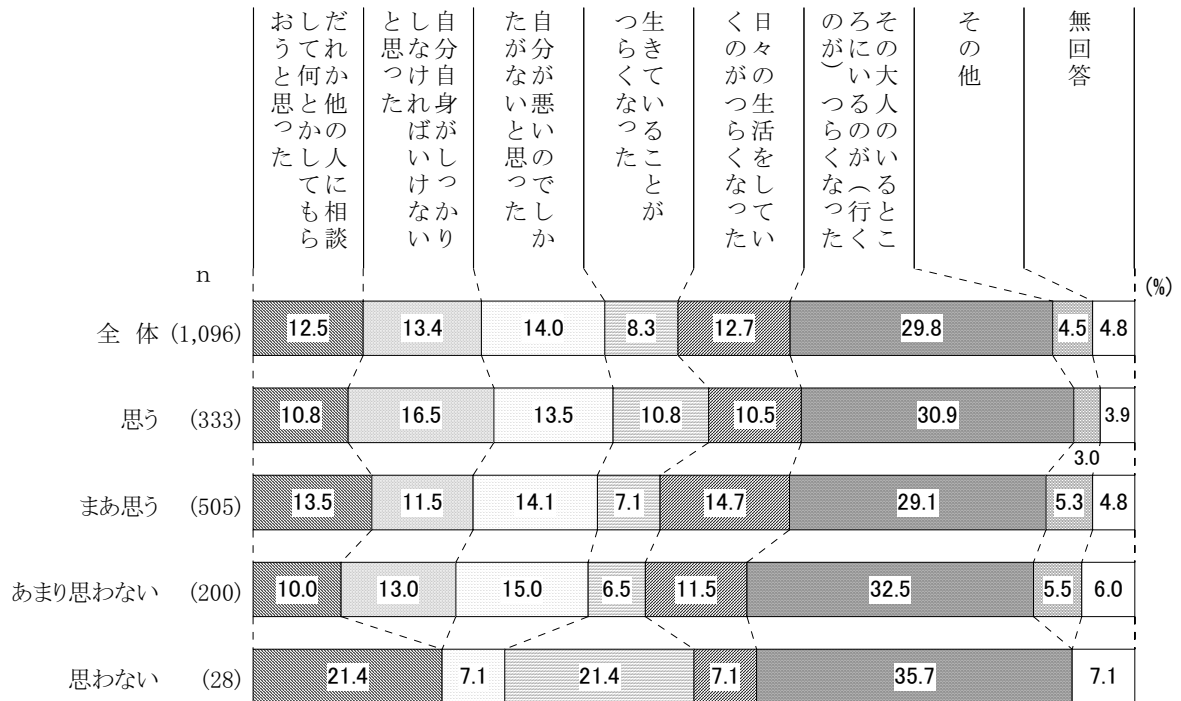 だれか他の人に相談
して何とかしてもら
おうと思った
自分自身がしっかり
しなければいけない
と思った
自分が悪いのでしか
たがないと思った
生きていることが
つらくなった
日々の生活をしてい
くのがつらくなった
その大人のいるとこ
ろにいるのが（行く
のが）つらくなった
その他
無回答
n
(%)
全 体 (1,096) 12.5 13.4 14.0 8.3 12.7 29.8 4.5 4.8
思う (333) 10.8 16.5 13.5 10.8 10.5 30.9 3.9
3.0
まあ思う (505) 13.5 11.5 14.1 7.1 14.7 29.1 5.3 4.8
あまり思わない (200) 10.0 13.0 15.0 6.5 11.5 32.5 5.5 6.0
思わない (28) 21.4 7.1 21.4 7.1 35.7 7.1